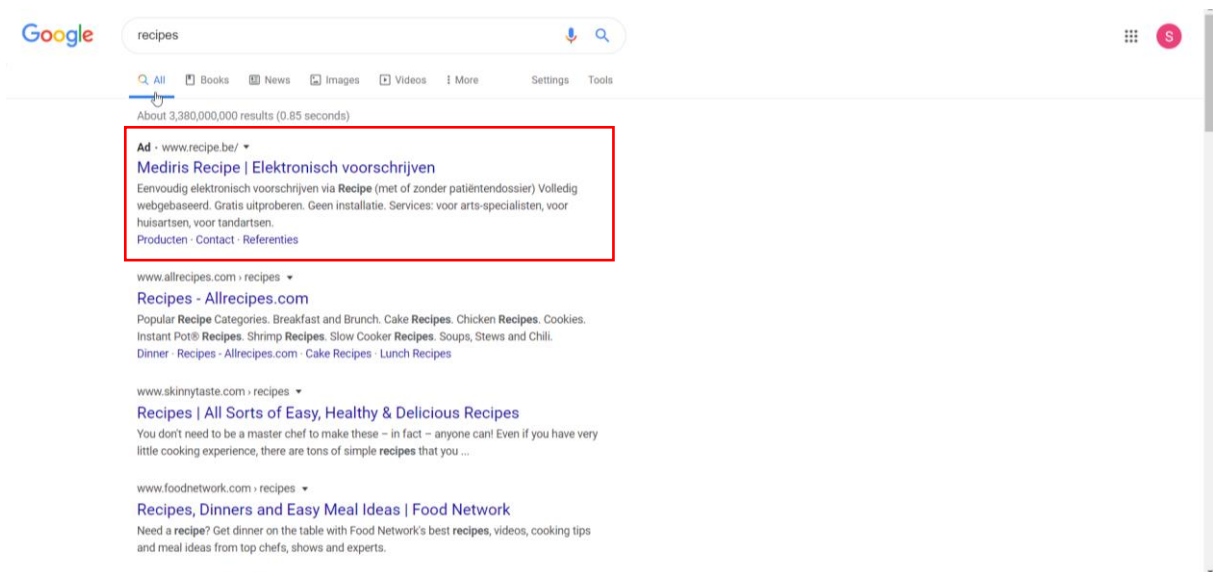 Google
recipes
S
All Books News Images Videos More Settings Tools
About 3,380,000,000 results (0.85 seconds)
Ad · www.recipe.be/
Mediris Recipe | Elektronisch voorschrijven
Eenvoudig elektronisch voorschrijven via Recipe (met of zonder patiëntendossier) Volledig
webgebaseerd. Gratis uitproberen. Geen installatie. Services: voor arts-specialisten, voor
huisartsen, voor tandartsen.
Producten · Contact · Referenties
www.allrecipes.com › recipes
Recipes - Allrecipes.com
Popular Recipe Categories. Breakfast and Brunch. Cake Recipes. Chicken Recipes. Cookies.
Instant Pot® Recipes. Shrimp Recipes. Slow Cooker Recipes. Soups, Stews and Chili.
Dinner · Recipes - Allrecipes.com · Cake Recipes · Lunch Recipes
www.skinnytaste.com › recipes
Recipes | All Sorts of Easy, Healthy & Delicious Recipes
You don't need to be a master chef to make these – in fact – anyone can! Even if you have very
little cooking experience, there are tons of simple recipes that you ...
www.foodnetwork.com › recipes
Recipes, Dinners and Easy Meal Ideas | Food Network
Need a recipe? Get dinner on the table with Food Network's best recipes, videos, cooking tips
and meal ideas from top chefs, shows and experts.